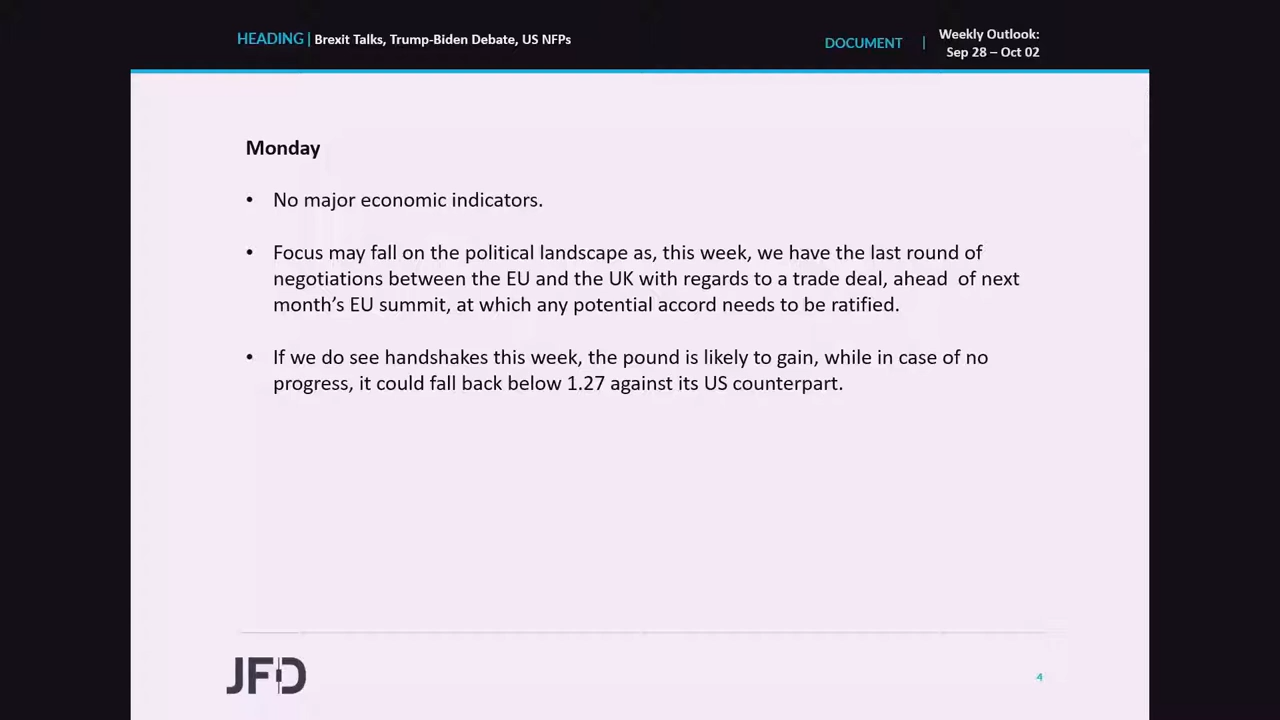 HEADING | Brexit Talks, Trump-Biden Debate, US NFPs
DOCUMENT | Weekly Outlook:
Sep 28 – Oct 02
Monday
• No major economic indicators.
• Focus may fall on the political landscape as, this week, we have the last round of
negotiations between the EU and the UK with regards to a trade deal, ahead  of next
month’s EU summit, at which any potential accord needs to be ratified.
• If we do see handshakes this week, the pound is likely to gain, while in case of no
progress, it could fall back below 1.27 against its US counterpart.
JFD
4